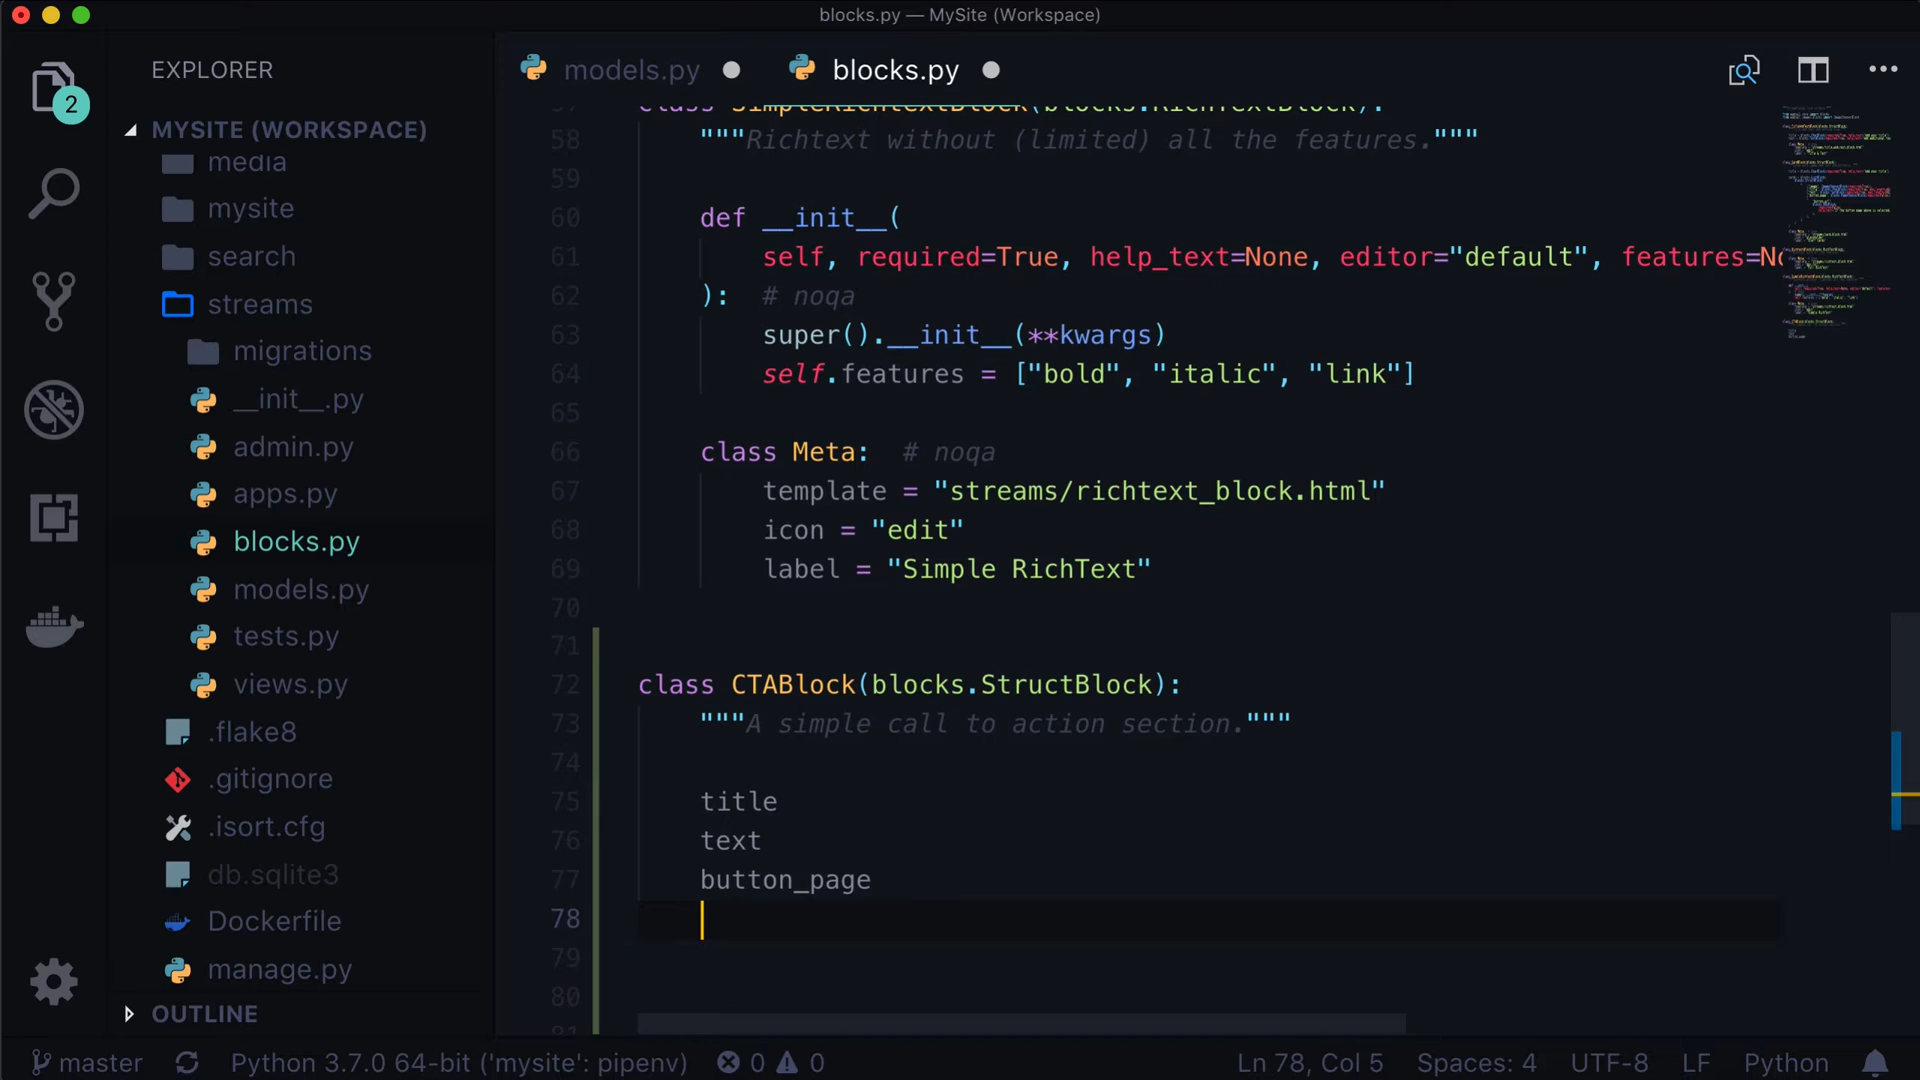 blocks.py — MySite (Workspace)
EXPLORER
2
MYSITE (WORKSPACE)
media
mysite
search
streams
migrations
__init__.py
admin.py
apps.py
blocks.py
models.py
tests.py
views.py
.flake8
.gitignore
.isort.cfg
db.sqlite3
Dockerfile
manage.py
OUTLINE
models.py
blocks.py
57 class SimpleRichtextBlock(blocks.RichTextBlock):
58 """Richtext without (limited) all the features."""
59
60 def __init__(
61 self, required=True, help_text=None, editor="default", features=No
62 ):  # noqa
63 super().__init__(**kwargs)
64 self.features = ["bold", "italic", "link"]
65
66 class Meta:  # noqa
67 template = "streams/richtext_block.html"
68 icon = "edit"
69 label = "Simple RichText"
70
71
72 class CTABlock(blocks.StructBlock):
73 """A simple call to action section."""
74
75 title
76 text
77 button_page
78
79
80
81
master
Python 3.7.0 64-bit ('mysite': pipenv)
0
0
Ln 78, Col 5
Spaces: 4
UTF-8
LF
Python